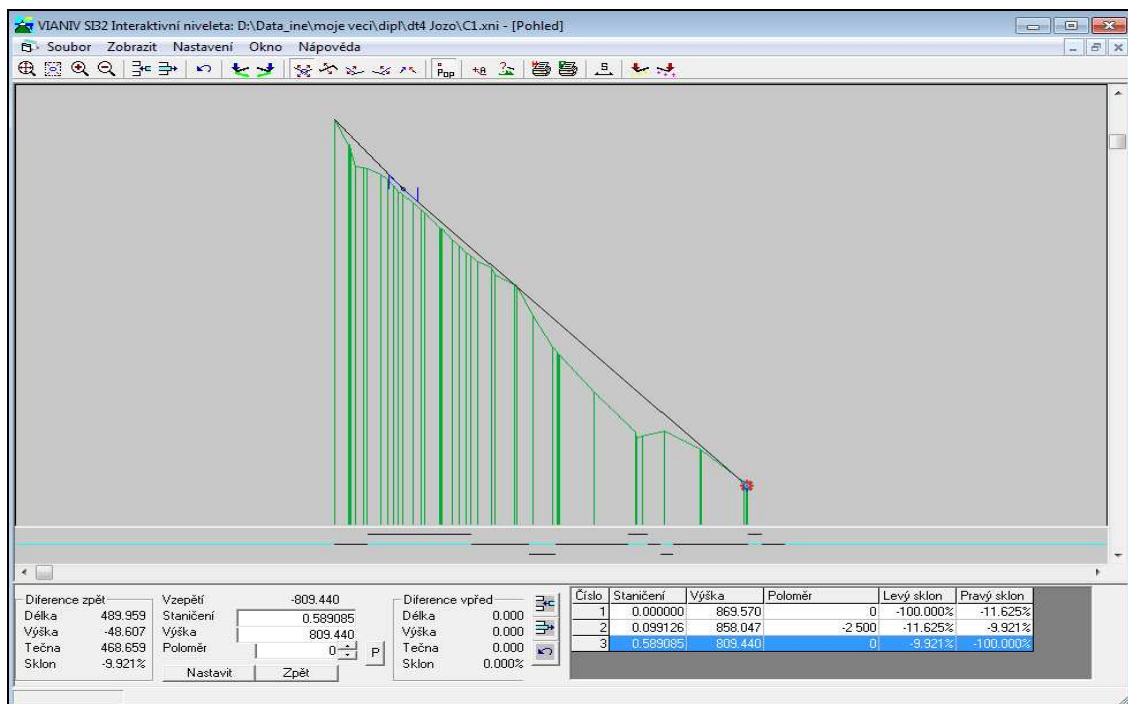 VIANIV SI32 Interaktivní niveleta: D:\Data_ine\moje veci\dipl\dt4 Jozo\C1.xni - [Pohled]
Soubor Zobrazit Nastavení Okno Nápověda
Pop +a S
Diference zpět
Délka 489.959
Výška -48.607
Tečna 468.659
Sklon -9.921%
Vzepětí -809.440
Staničení 0.589085
Výška 809.440
Poloměr 0 P
Nastavit Zpět
Diference vpřed
Délka 0.000
Výška 0.000
Tečna 0.000
Sklon 0.000%
Číslo Staničení Výška Poloměr Levý sklon Pravý sklon
1 0.000000 869.570 0 -100.000% -11.625%
2 0.099126 858.047 -2 500 -11.625% -9.921%
3 0.589085 809.440 0 -9.921% -100.000%